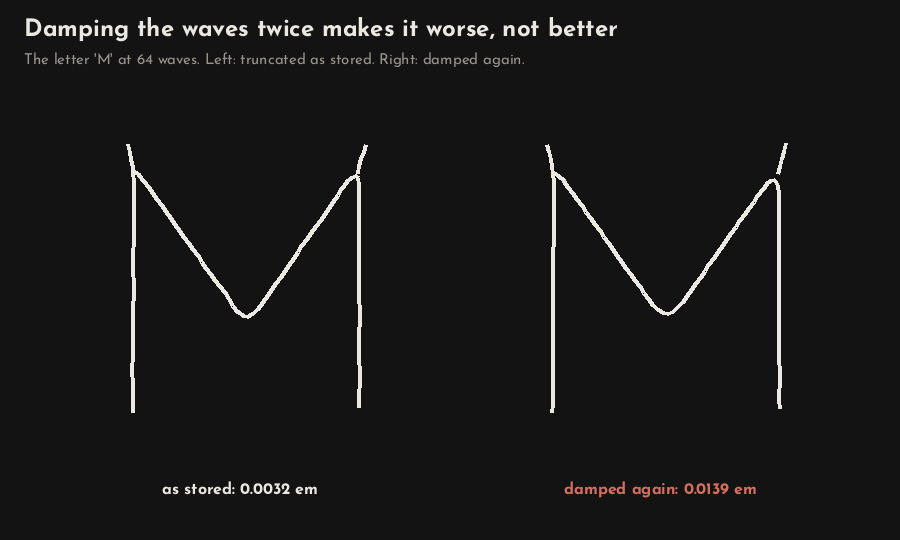 Damping the waves twice makes it worse, not better
The letter 'M' at 64 waves. Left: truncated as stored. Right: damped again.
M M
as stored: 0.0032 em
damped again: 0.0139 em